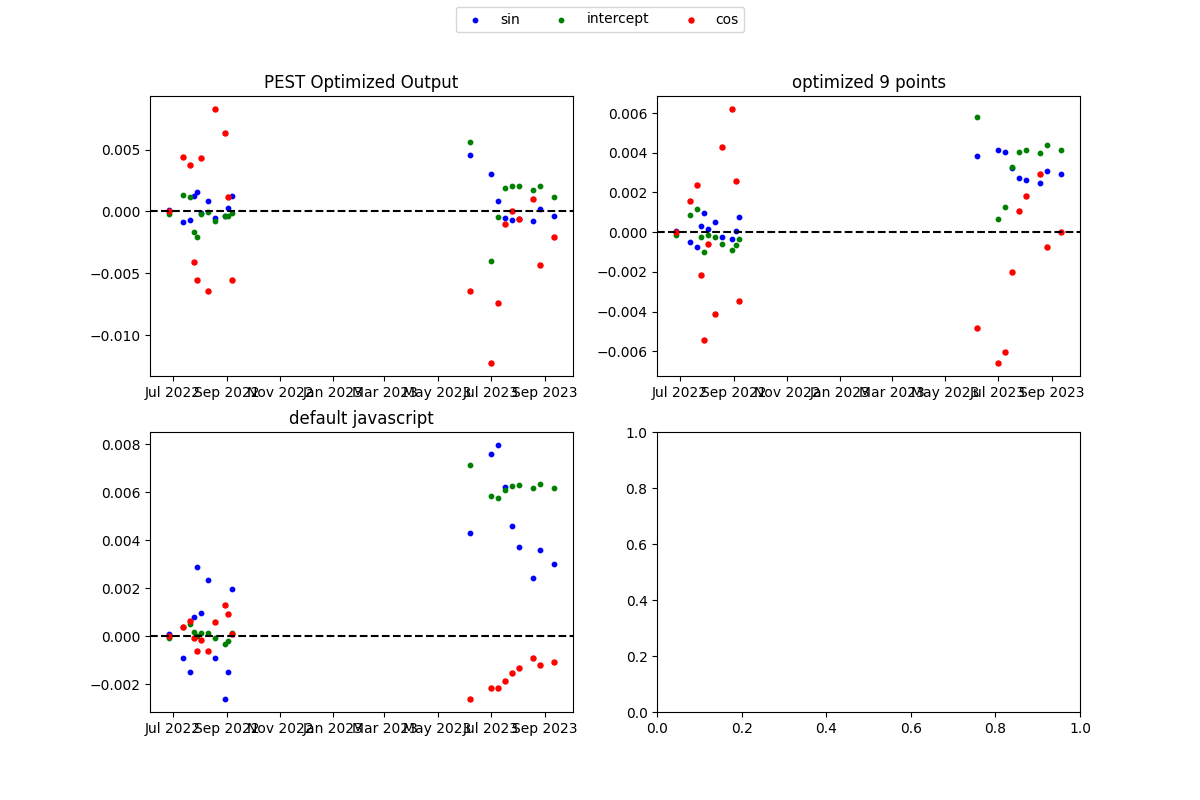 sin intercept cos
PEST Optimized Output
0.005
0.000
−0.005
−0.010
Jul 2022 Sep 2022 Nov 2022 Jan 2023 Mar 2023 May 2023 Jul 2023 Sep 2023
optimized 9 points
0.006
0.004
0.002
0.000
−0.002
−0.004
−0.006
Jul 2022 Sep 2022 Nov 2022 Jan 2023 Mar 2023 May 2023 Jul 2023 Sep 2023
default javascript
0.008
0.006
0.004
0.002
0.000
−0.002
Jul 2022 Sep 2022 Nov 2022 Jan 2023 Mar 2023 May 2023 Jul 2023 Sep 2023
1.0
0.8
0.6
0.4
0.2
0.0
0.0 0.2 0.4 0.6 0.8 1.0